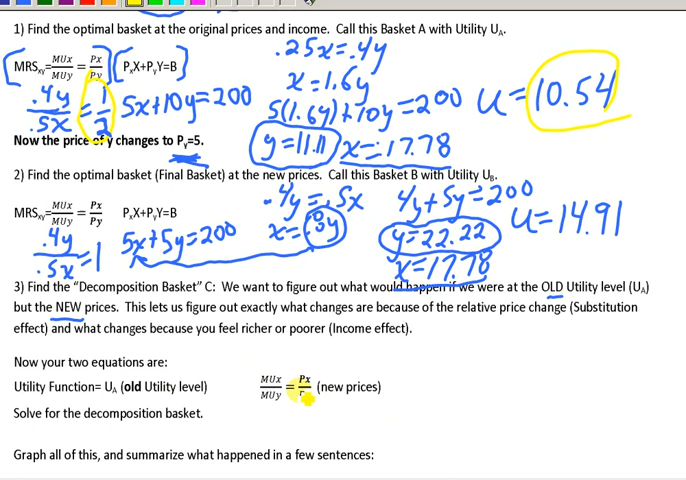 1) Find the optimal basket at the original prices and income. Call this Basket A with Utility U_A.
.25x=.4y
MRS_xy = MUx/MUy = Px/Py P_xX+P_yY=B
x=1.6y
.4y/.5x = 1/2 5x+10y=200
5(1.6y)+10y=200
u=10.54
Now the price of y changes to P_y=5.
y=11.11 x=17.78
2) Find the optimal basket (Final Basket) at the new prices. Call this Basket B with Utility U_B.
.4y=.5x 4y+5y=200
MRS_xy = MUx/MUy = Px/Py P_xX+P_yY=B
x=.8y y=22.22 u=14.91
.4y/.5x = 1 5x+5y=200
x=17.78
3) Find the “Decomposition Basket” C: We want to figure out what would happen if we were at the OLD Utility level (U_A)
but the NEW prices. This lets us figure out exactly what changes are because of the relative price change (Substitution
effect) and what changes because you feel richer or poorer (Income effect).
Now your two equations are:
Utility Function= U_A (old Utility level) MUx/MUy = Px/ (new prices)
Solve for the decomposition basket.
Graph all of this, and summarize what happened in a few sentences: